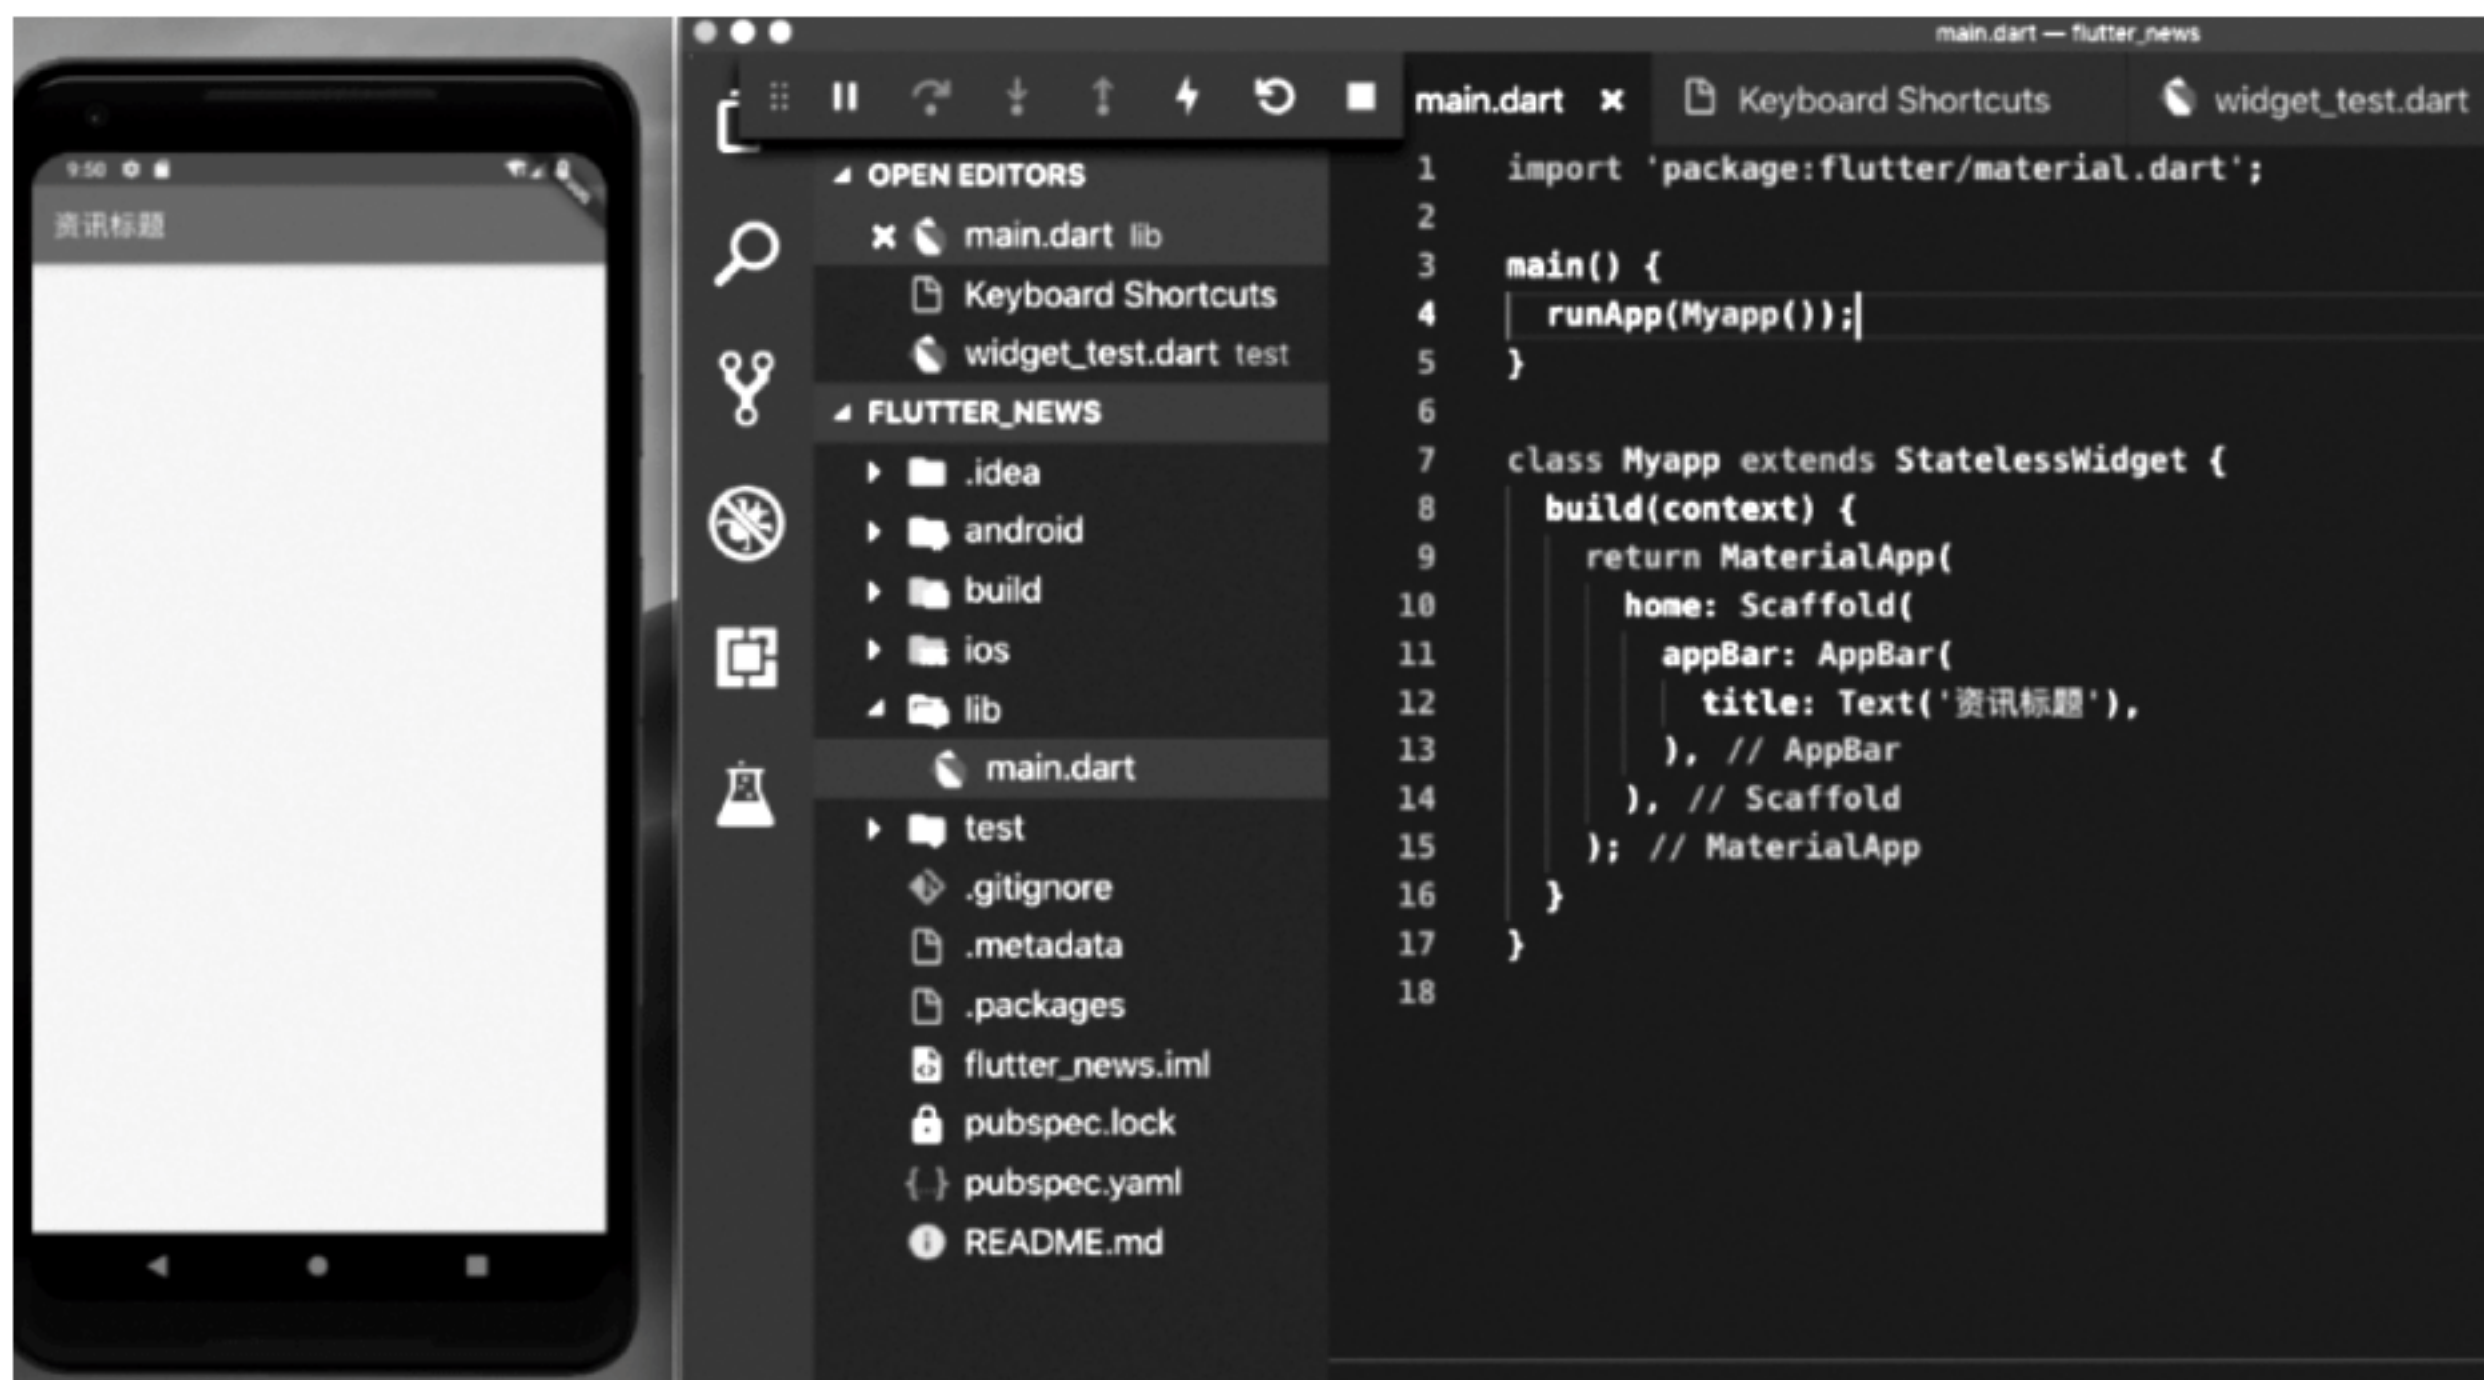 9:50
资讯标题
main.dart — flutter_news
main.dart
Keyboard Shortcuts
widget_test.dart
OPEN EDITORS
main.dart lib
Keyboard Shortcuts
widget_test.dart test
FLUTTER_NEWS
.idea
android
build
ios
lib
main.dart
test
.gitignore
.metadata
.packages
flutter_news.iml
pubspec.lock
pubspec.yaml
README.md
1 import 'package:flutter/material.dart';
2
3 main() {
4 runApp(Myapp());
5 }
6
7 class Myapp extends StatelessWidget {
8 build(context) {
9 return MaterialApp(
10 home: Scaffold(
11 appBar: AppBar(
12 title: Text('资讯标题'),
13 ), // AppBar
14 ), // Scaffold
15 ); // MaterialApp
16 }
17 }
18